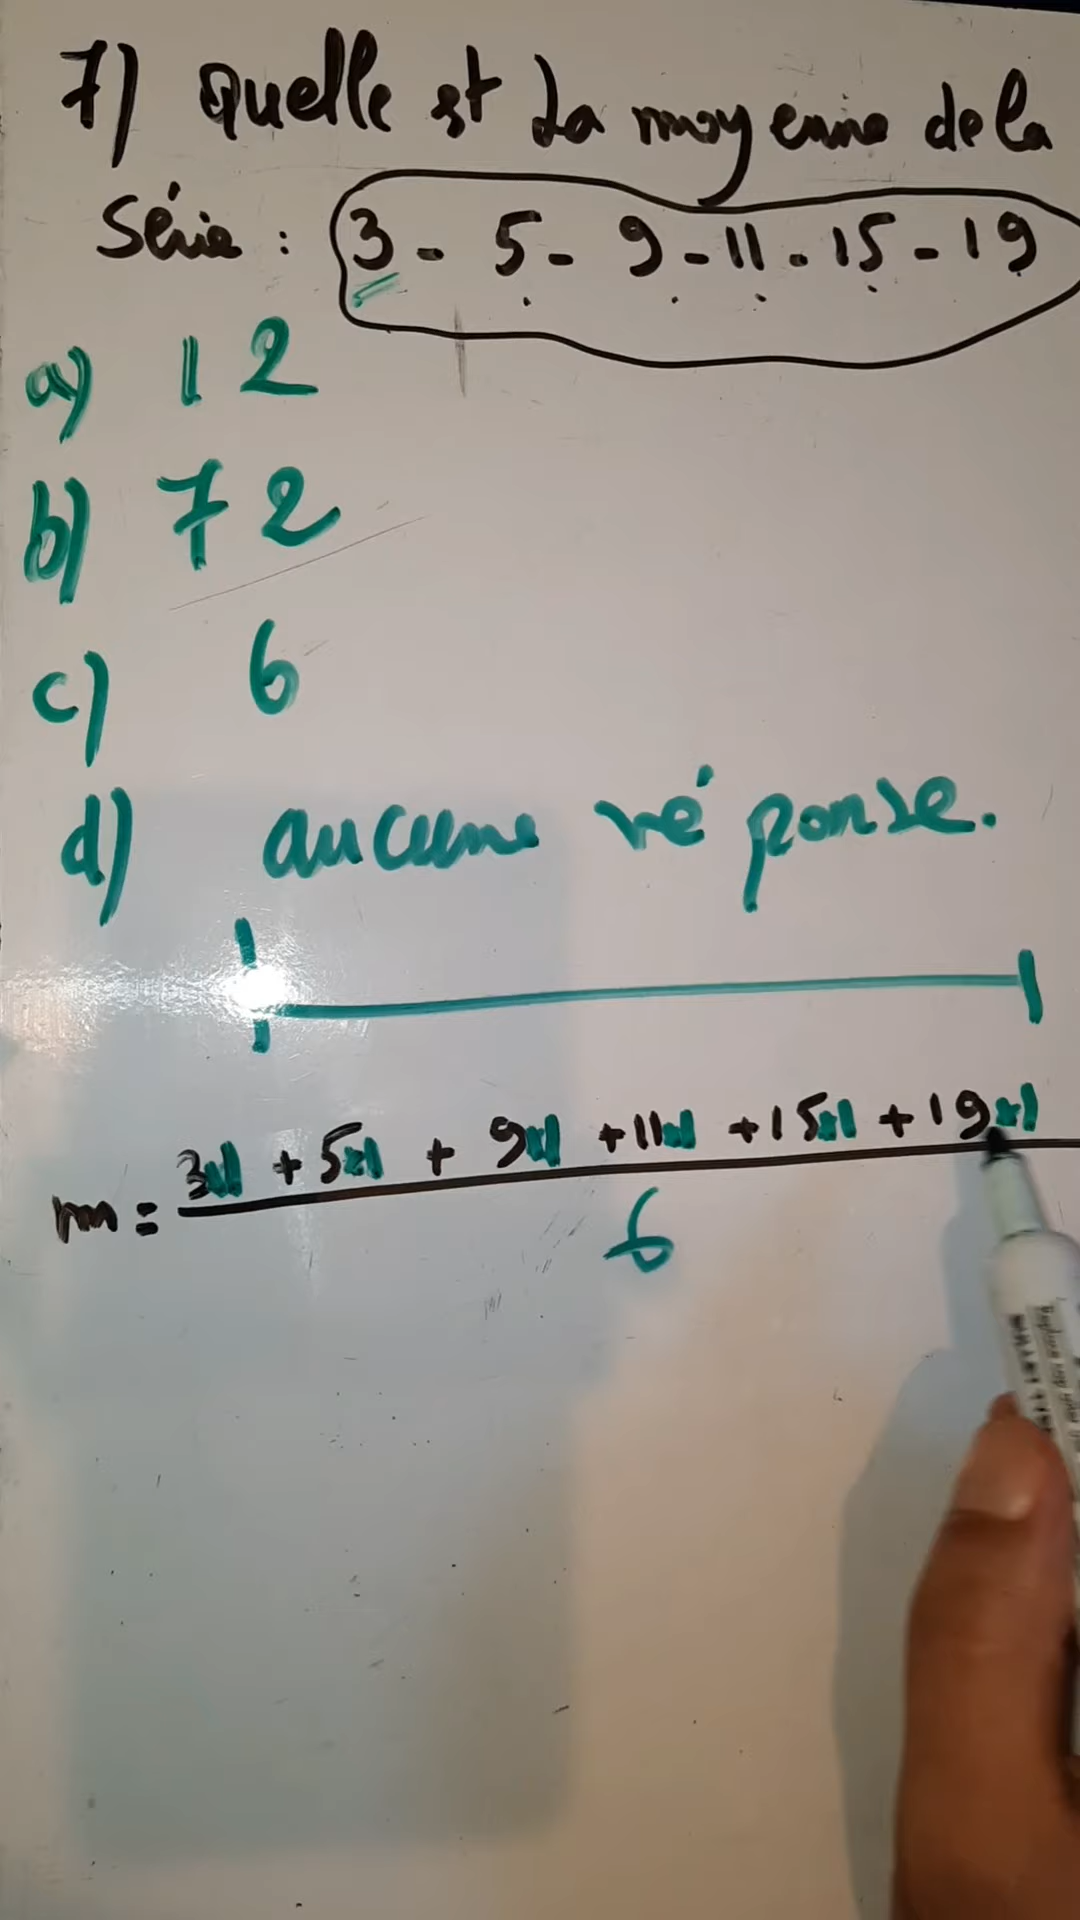 7) Quelle est La moyenne de la
Série : 3 - 5 - 9 - 11 - 15 - 19
a) 12
b) 72
c) 6
d) aucune réponse.
m = 3x1 + 5x1 + 9x1 + 11x1 + 15x1 + 19x1
6